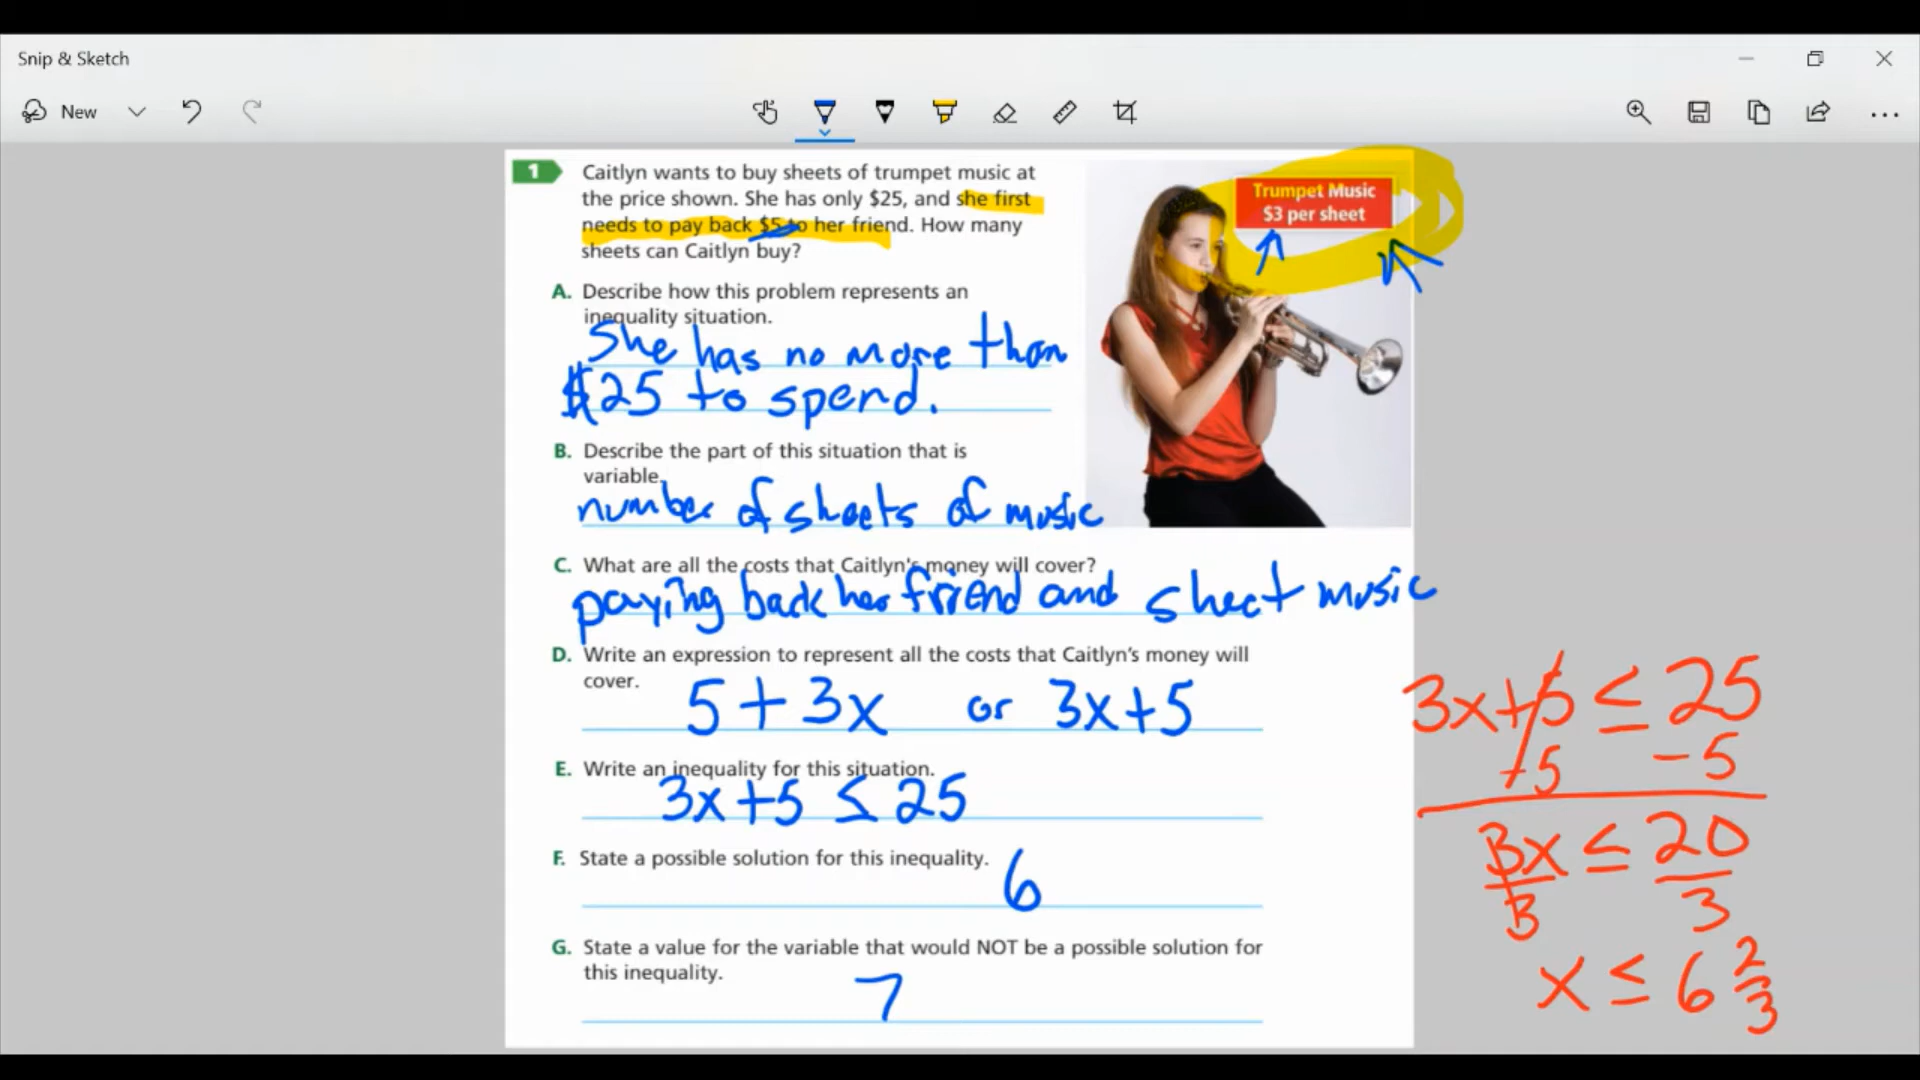 Snip & Sketch
New
1
Caitlyn wants to buy sheets of trumpet music at
the price shown. She has only $25, and she first
needs to pay back $5 to her friend. How many
sheets can Caitlyn buy?
Trumpet Music
$3 per sheet
A. Describe how this problem represents an
inequality situation.
She has no more than
$25 to spend.
B. Describe the part of this situation that is
variable.
number of sheets of music
C. What are all the costs that Caitlyn's money will cover?
paying back her friend and sheet music
D. Write an expression to represent all the costs that Caitlyn's money will
cover.
5 + 3x or 3x+5
E. Write an inequality for this situation.
3x+5 ≤ 25
F. State a possible solution for this inequality.
6
G. State a value for the variable that would NOT be a possible solution for
this inequality.
7
3x+5 ≤ 25
-5 -5
3x ≤ 20
3 3
x ≤ 6 2/3